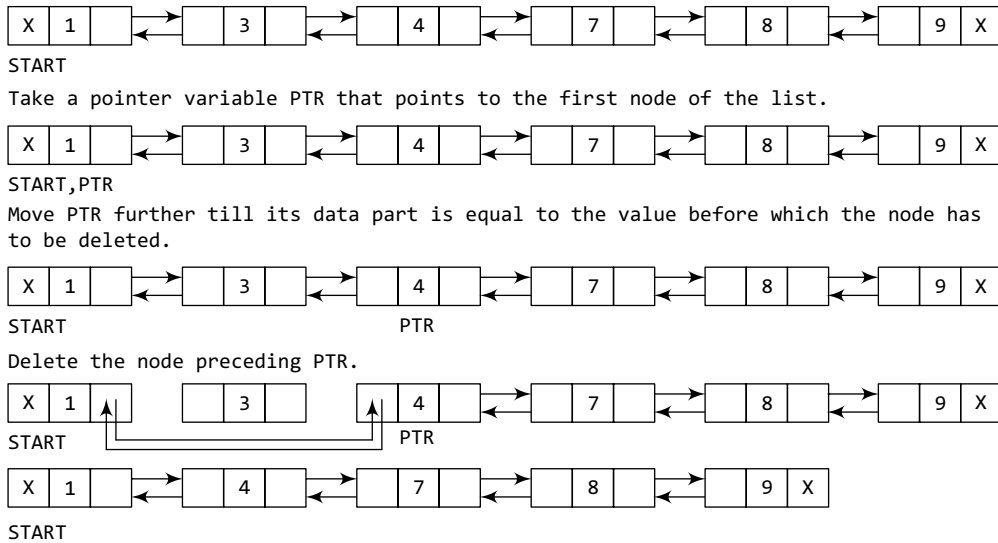 X 1 3 4 7 8 9 X
START
Take a pointer variable PTR that points to the first node of the list.
X 1 3 4 7 8 9 X
START,PTR
Move PTR further till its data part is equal to the value before which the node has
to be deleted.
X 1 3 4 7 8 9 X
START PTR
Delete the node preceding PTR.
X 1 3 4 7 8 9 X
START PTR
X 1 4 7 8 9 X
START